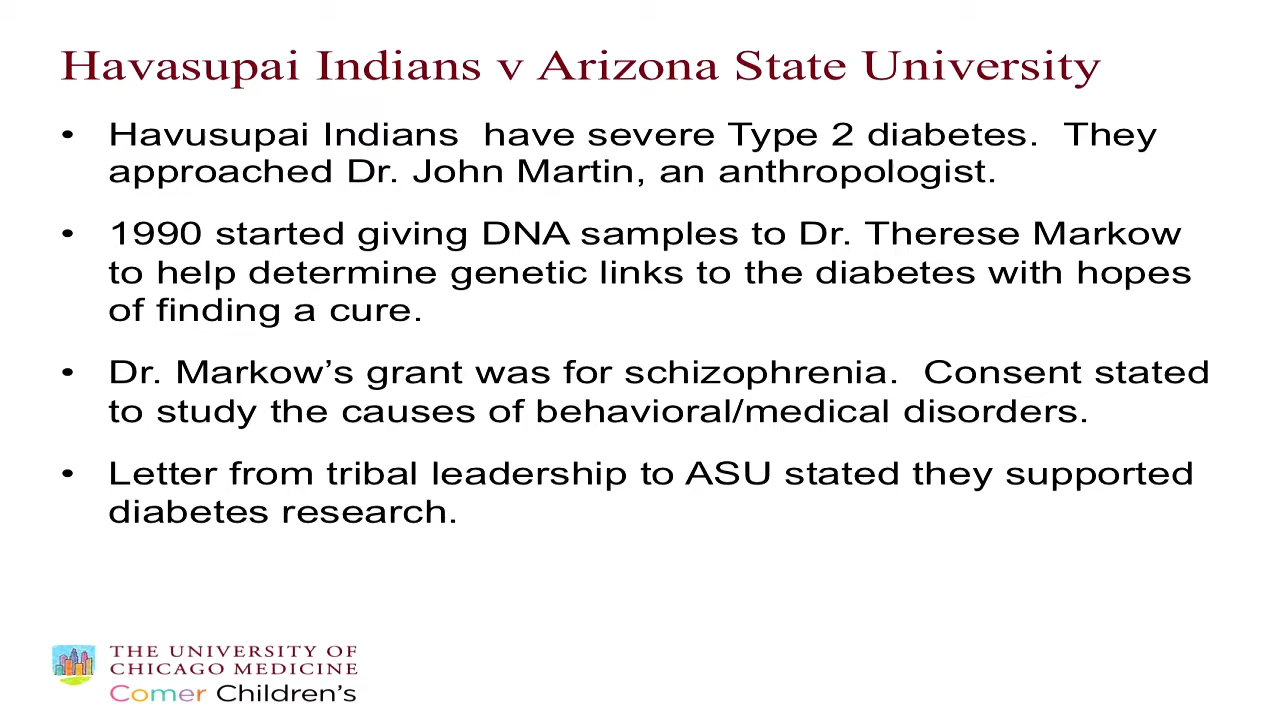 Havasupai Indians v Arizona State University
• Havusupai Indians  have severe Type 2 diabetes.  They
approached Dr. John Martin, an anthropologist.
• 1990 started giving DNA samples to Dr. Therese Markow
to help determine genetic links to the diabetes with hopes
of finding a cure.
• Dr. Markow’s grant was for schizophrenia.  Consent stated
to study the causes of behavioral/medical disorders.
• Letter from tribal leadership to ASU stated they supported
diabetes research.
THE UNIVERSITY OF
CHICAGO MEDICINE
Comer Children’s